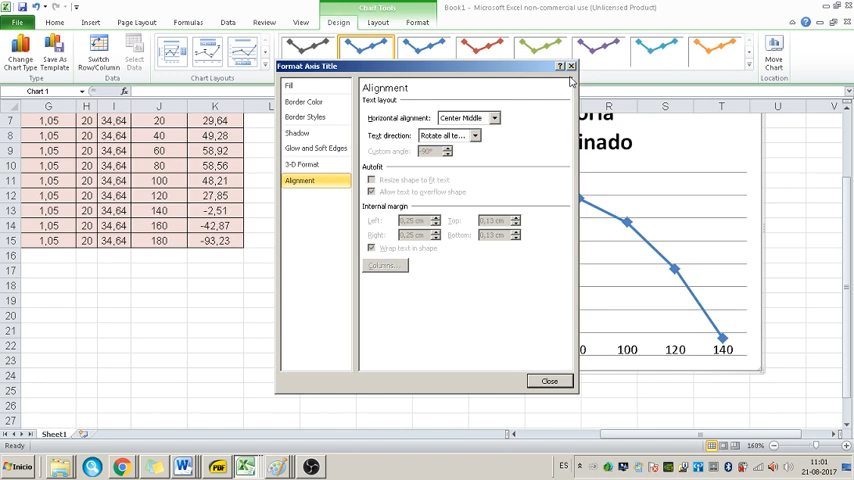 Chart Tools
Book1 - Microsoft Excel non-commercial use (Unlicensed Product)
File Home Insert Page Layout Formulas Data Review View Design Layout Format
Change Chart Type
Save As Template
Switch Row/Column
Select Data
Move Chart
Type
Data
Chart Layouts
Location
Chart 1
fx
G H I J K R S T U V
7 1,05 20 34,64 20 29,64
8 1,05 20 34,64 40 49,28
9 1,05 20 34,64 60 58,92
10 1,05 20 34,64 80 58,56
11 1,05 20 34,64 100 48,21
12 1,05 20 34,64 120 27,85
13 1,05 20 34,64 140 -2,51
14 1,05 20 34,64 160 -42,87
15 1,05 20 34,64 180 -93,23
16
17
18
19
20
21
22
23
24
25
26
27
Format Axis Title
Fill
Border Color
Border Styles
Shadow
Glow and Soft Edges
3-D Format
Alignment
Alignment
Text layout
Horizontal alignment: Center Middle
Text direction: Rotate all te...
Custom angle: -90°
Autofit
Resize shape to fit text
Allow text to overflow shape
Internal margin
Left: 0,25 cm Top: 0,13 cm
Right: 0,25 cm Bottom: 0,13 cm
Wrap text in shape
Columns...
Close
inado
100 120 140
Sheet1
Ready
160%
Inicio
PDF
ES
11:01
21-08-2017